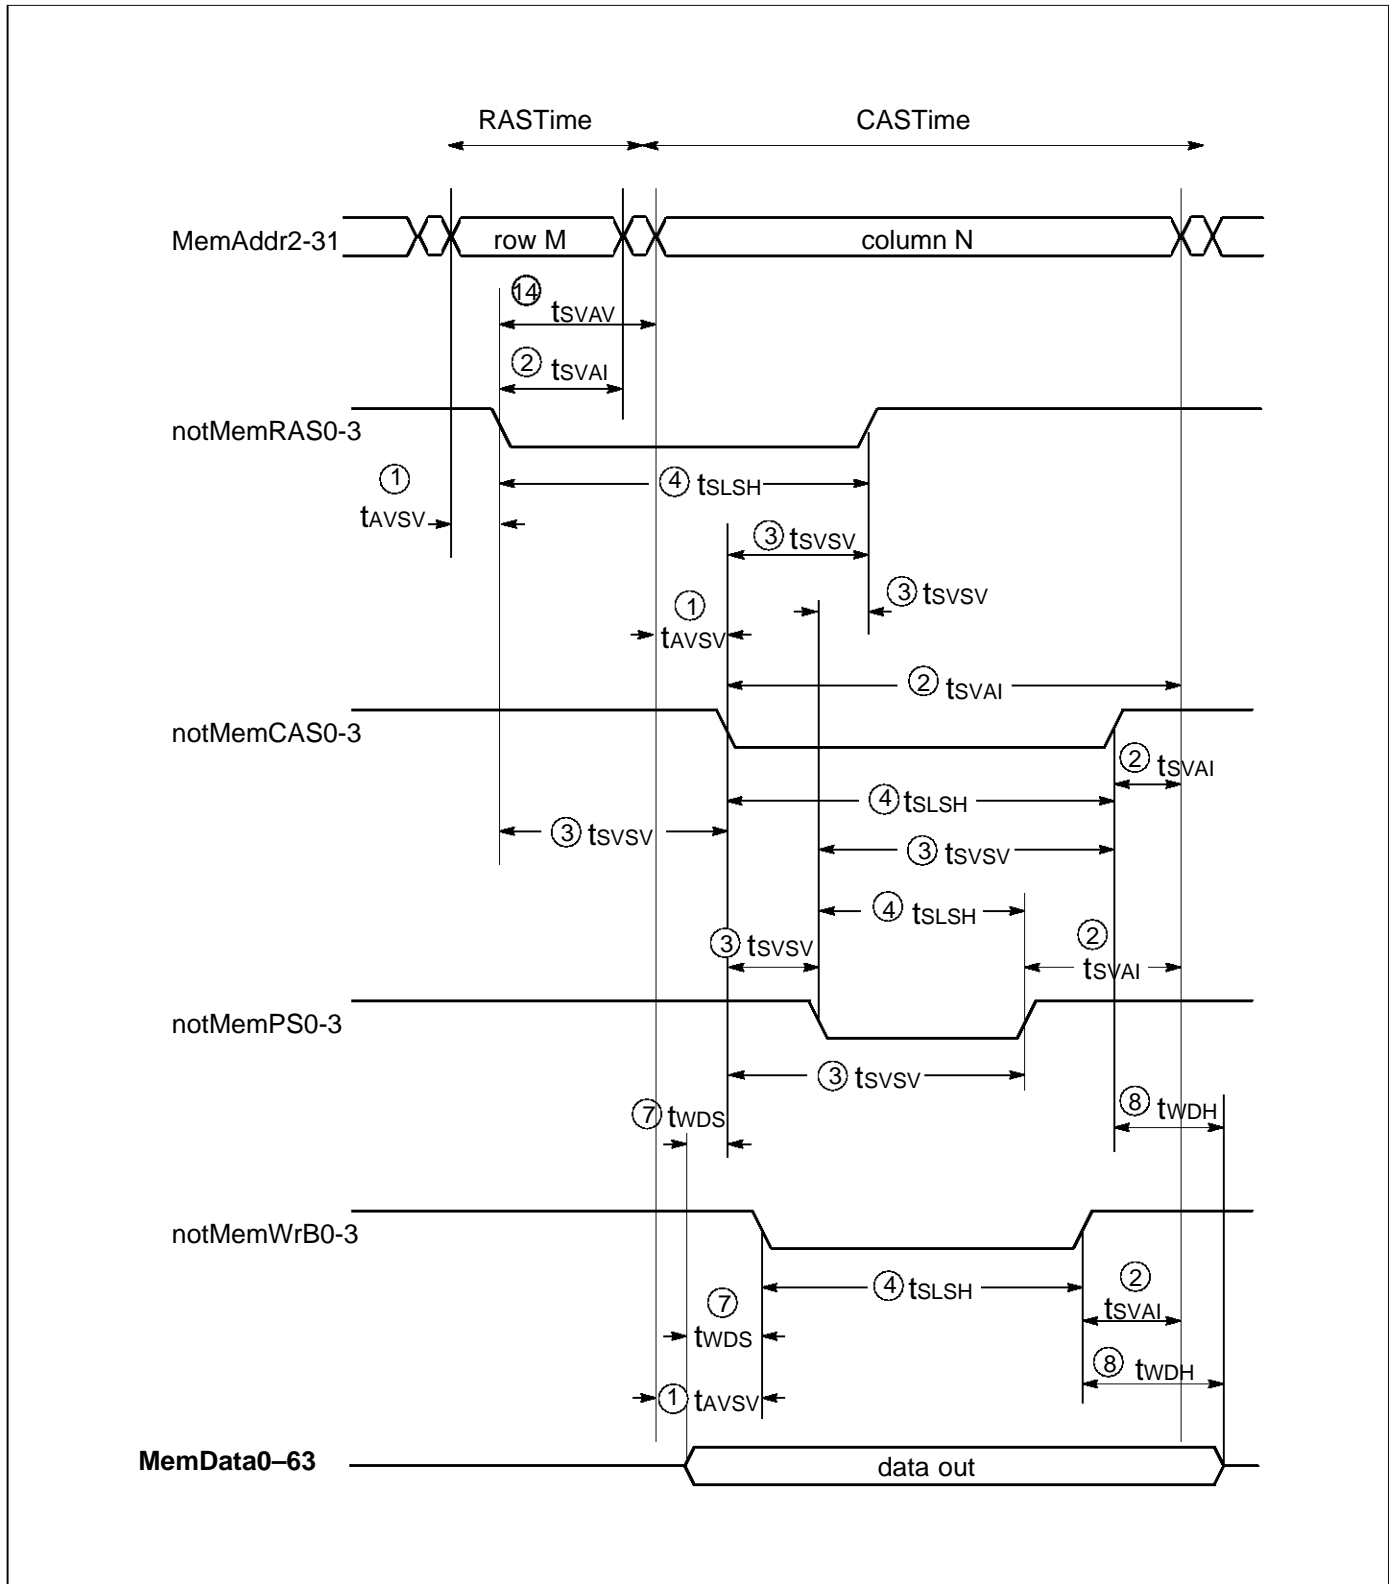 RASTime CASTime
MemAddr2-31 row M column N
14
tSVAV
2 tSVAI
notMemRAS0-3
1 4 tSLSH
tAVSV
3 tSVSV
3 tSVSV
1
tAVSV
2 tSVAI
notMemCAS0-3
2 tSVAI
4 tSLSH
3 tSVSV
3 tSVSV
4 tSLSH
3 tSVSV
2
tSVAI
notMemPS0-3
3 tSVSV
7 tWDS
8 tWDH
notMemWrB0-3
4 tSLSH
2
tSVAI
7
tWDS
8 tWDH
1 tAVSV
MemData0–63 data out